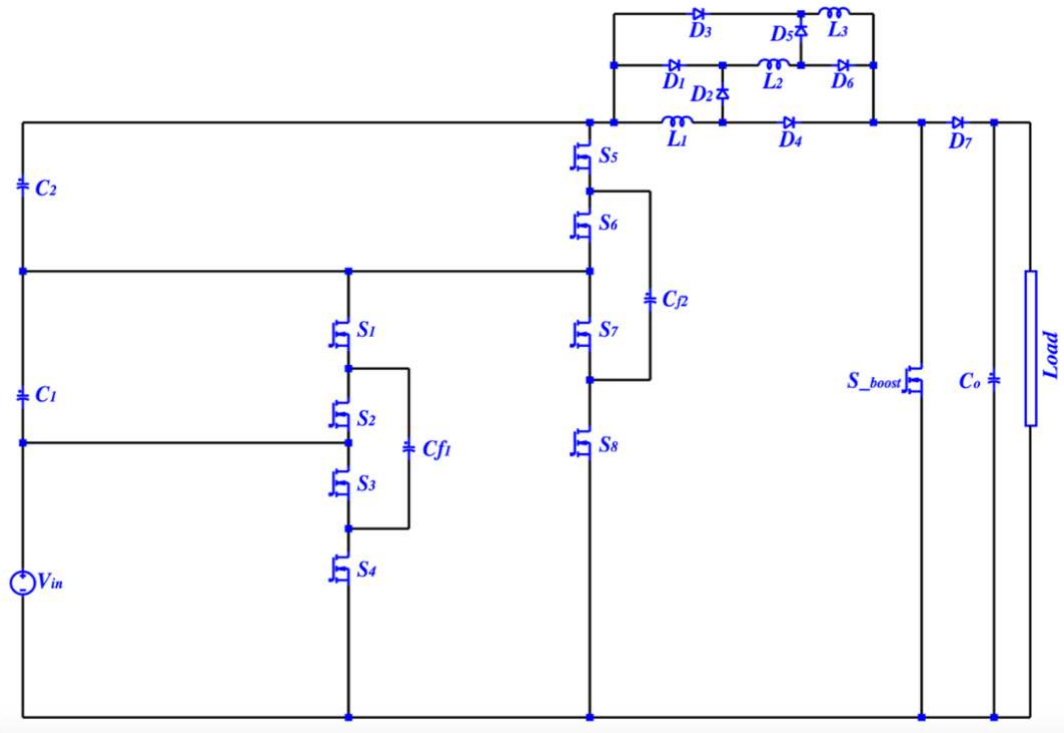 D3
D5
L3
D1
L2
D6
D2
L1
D4
D7
S5
C2
S6
Cf2
S1
S7
Load
S_boost
Co
C1
S2
Cf1
S8
S3
S4
Vin
+
-